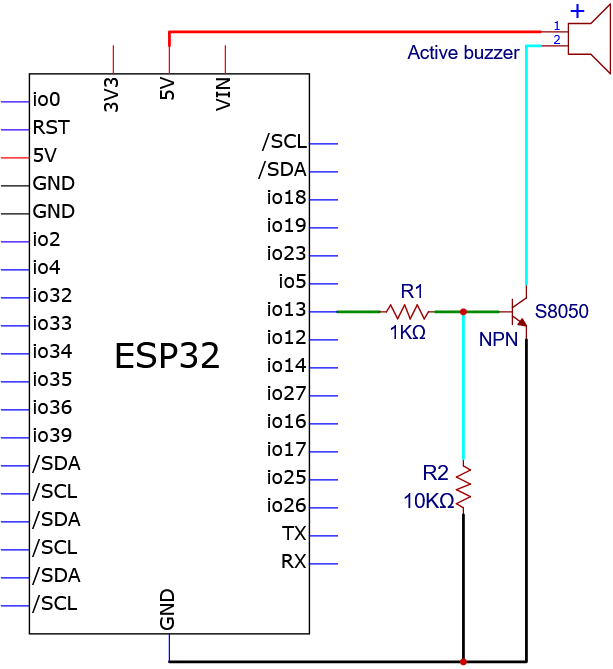 +
1
2
Active buzzer
3V3
5V
VIN
io0
RST
5V
GND
GND
io2
io4
io32
io33
io34
io35
io36
io39
/SDA
/SCL
/SDA
/SCL
/SDA
/SCL
ESP32
GND
/SCL
/SDA
io18
io19
io23
io5
io13
io12
io14
io27
io16
io17
io25
io26
TX
RX
R1
1KΩ
S8050
NPN
R2
10KΩ